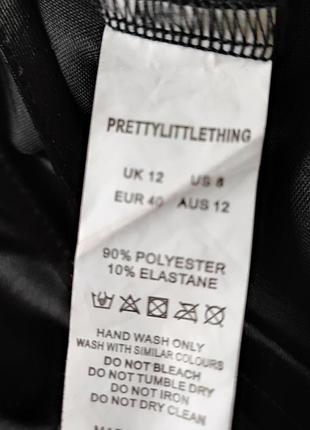 PRETTYLITTLETHING
UK 12 US 8
EUR 40 AUS 12
90% POLYESTER
10% ELASTANE
HAND WASH ONLY
WASH WITH SIMILAR COLOURS
DO NOT BLEACH
DO NOT TUMBLE DRY
DO NOT IRON
DO NOT DRY CLEAN